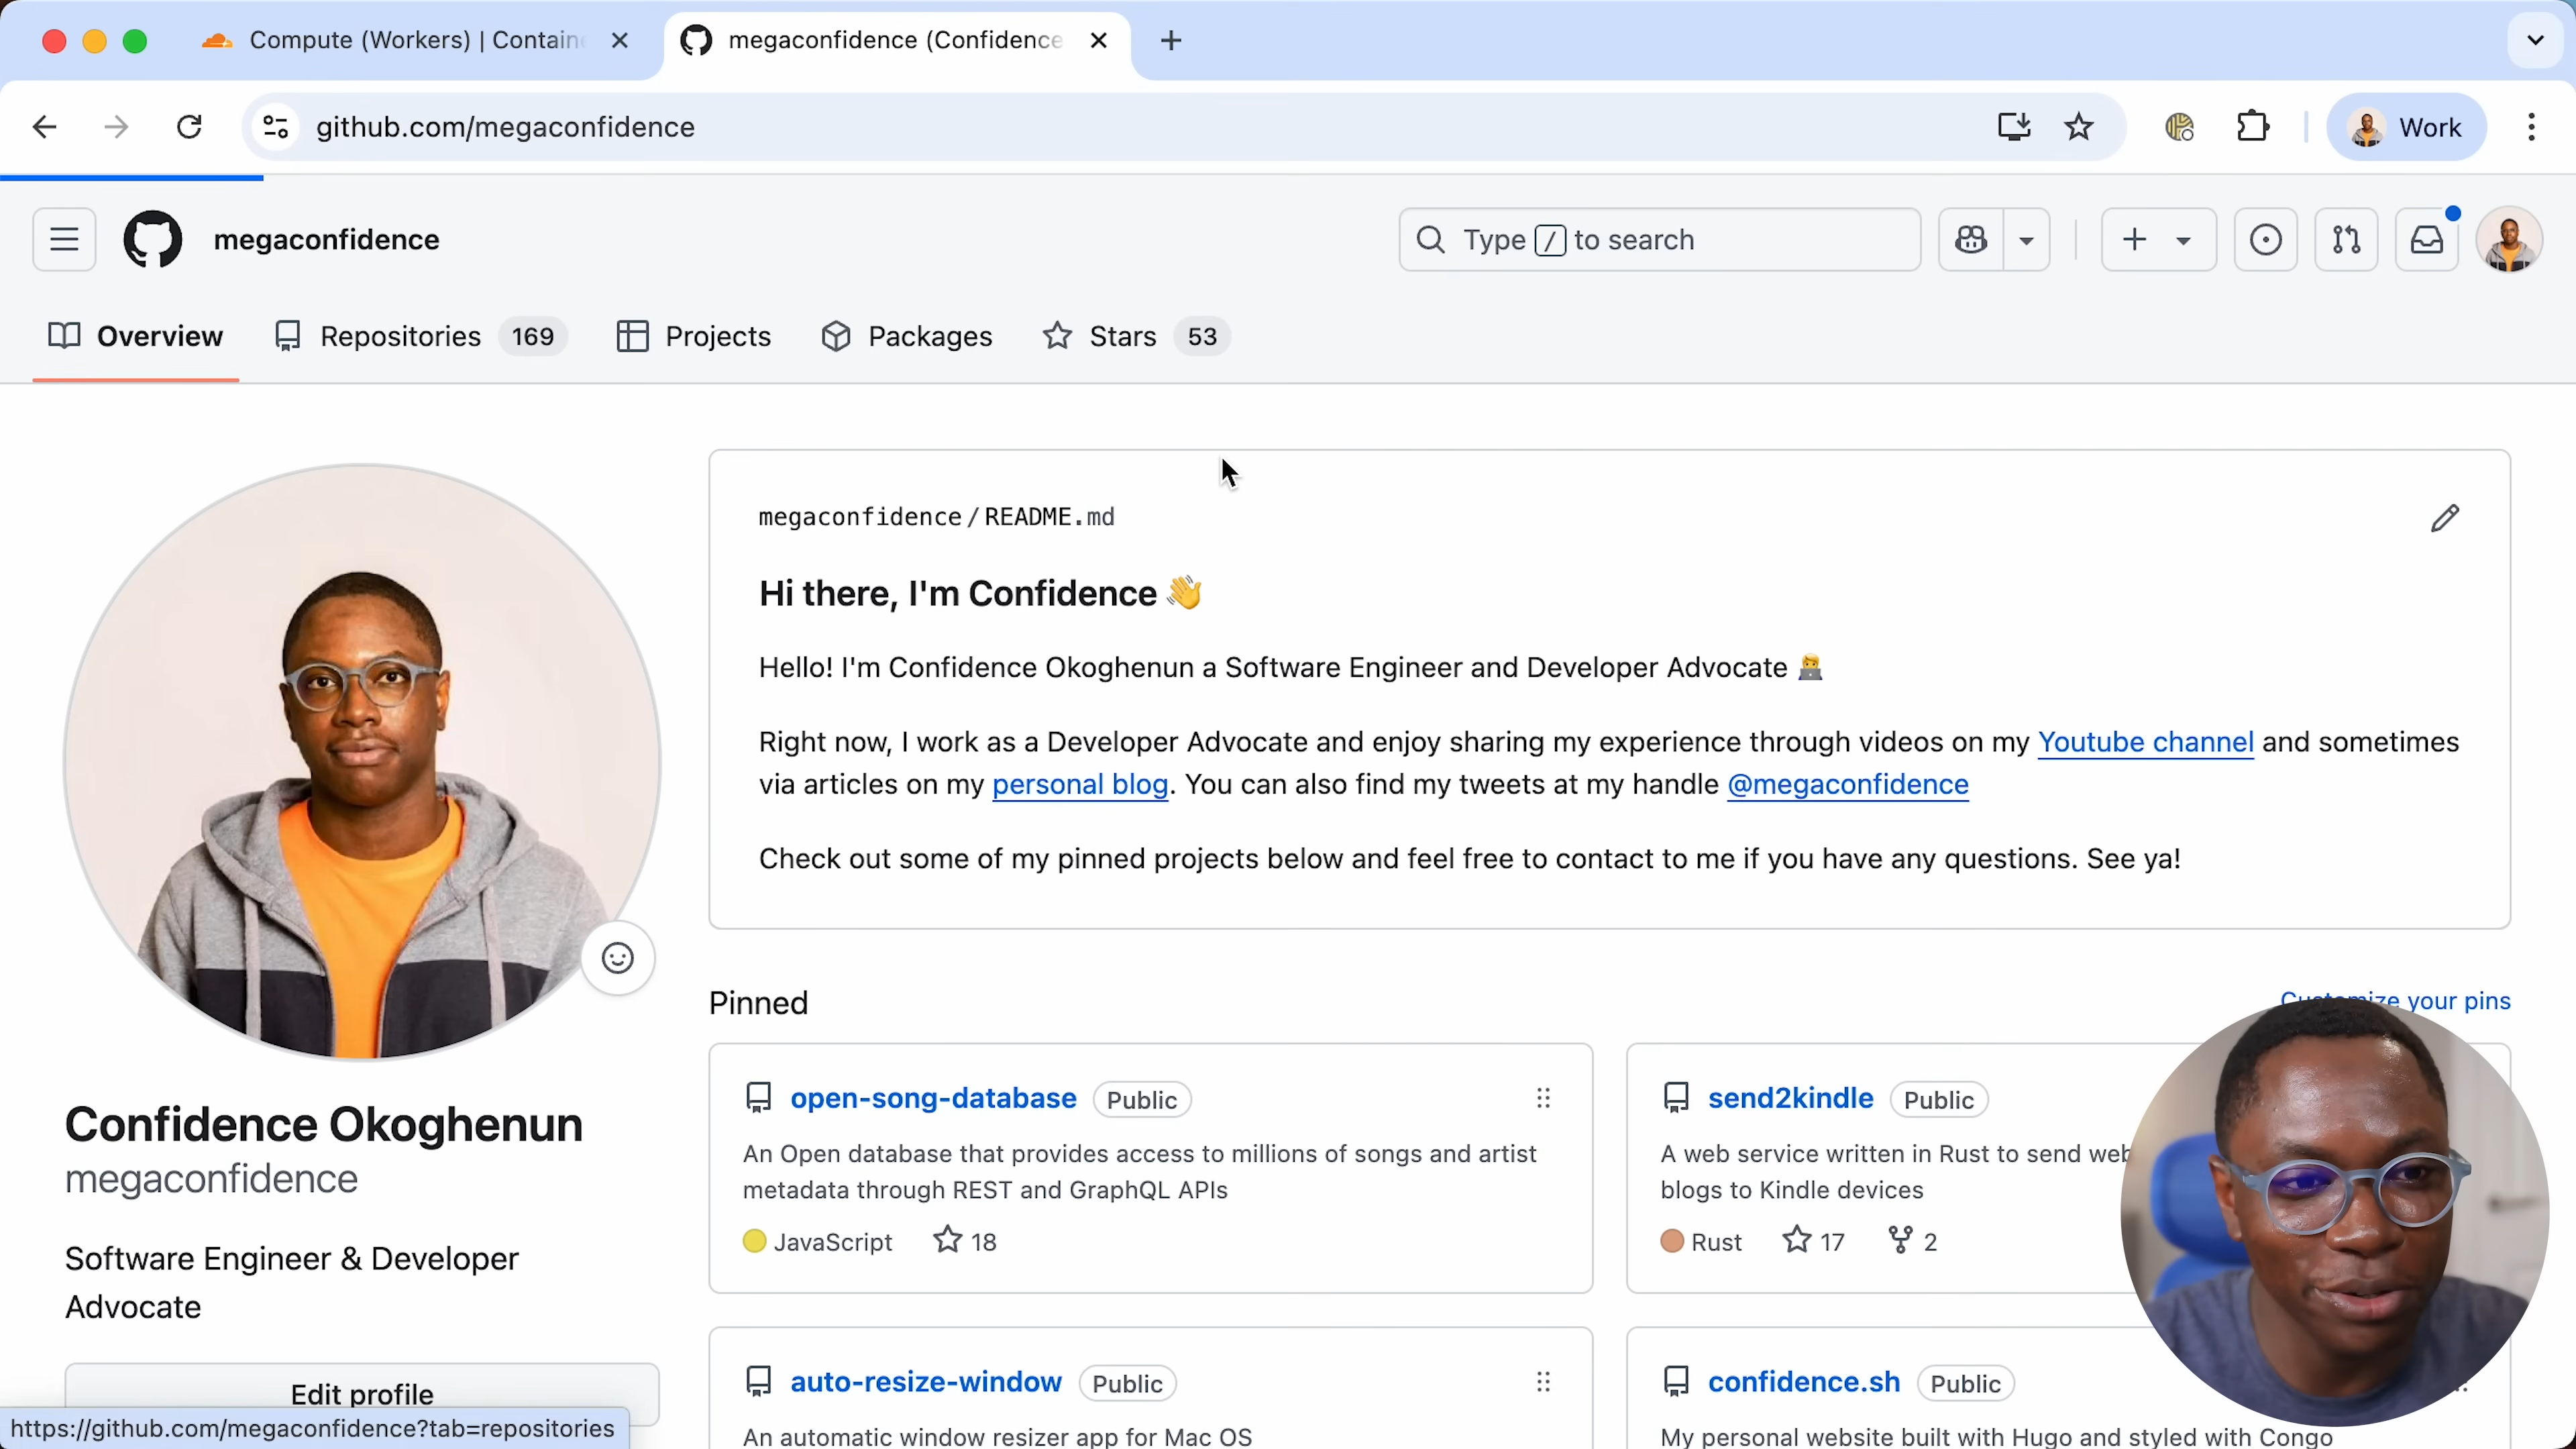 Compute (Workers) | Containe
megaconfidence (Confidence
github.com/megaconfidence
Work
megaconfidence
Type / to search
Overview
Repositories 169
Projects
Packages
Stars 53
megaconfidence/README.md
Hi there, I'm Confidence 👋
Hello! I'm Confidence Okoghenun a Software Engineer and Developer Advocate 👨‍💻
Right now, I work as a Developer Advocate and enjoy sharing my experience through videos on my Youtube channel and sometimes
via articles on my personal blog. You can also find my tweets at my handle @megaconfidence
Check out some of my pinned projects below and feel free to contact to me if you have any questions. See ya!
Confidence Okoghenun
megaconfidence
Software Engineer & Developer
Advocate
Edit profile
Pinned
Customize your pins
open-song-database Public
An Open database that provides access to millions of songs and artist
metadata through REST and GraphQL APIs
JavaScript 18
send2kindle Public
A web service written in Rust to send web
blogs to Kindle devices
Rust 17 2
auto-resize-window Public
An automatic window resizer app for Mac OS
confidence.sh Public
My personal website built with Hugo and styled with Congo
https://github.com/megaconfidence?tab=repositories